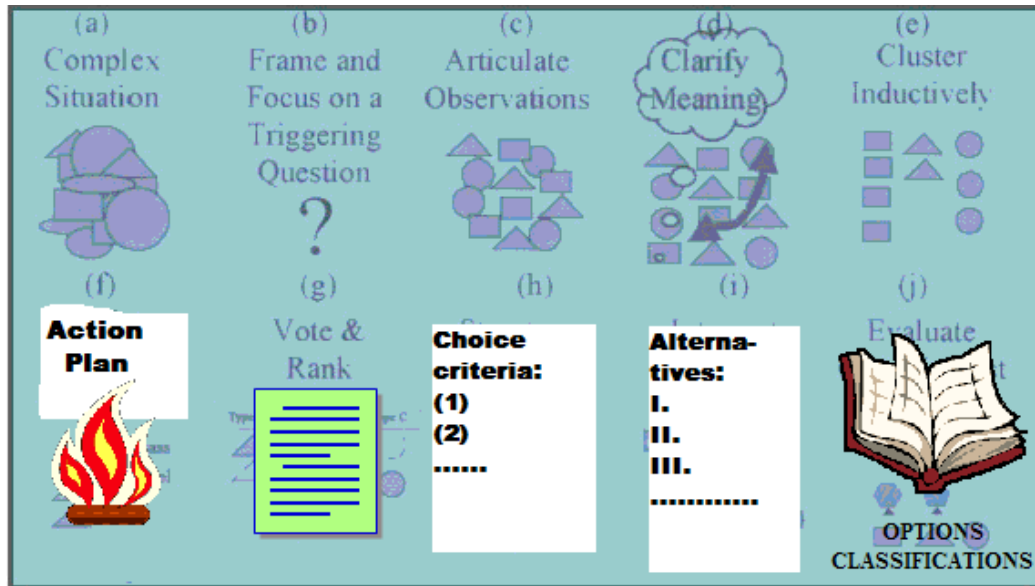 (a)
Complex
Situation
(b)
Frame and
Focus on a
Triggering
Question
?
(c)
Articulate
Observations
(d)
Clarify
Meaning
(e)
Cluster
Inductively
(f)
Action
Plan
(g)
Vote &
Rank
(h)
Choice
criteria:
(1)
(2)
......
(i)
Alterna-
tives:
I.
II.
III.
............
(j)
Evaluate
OPTIONS
CLASSIFICATIONS